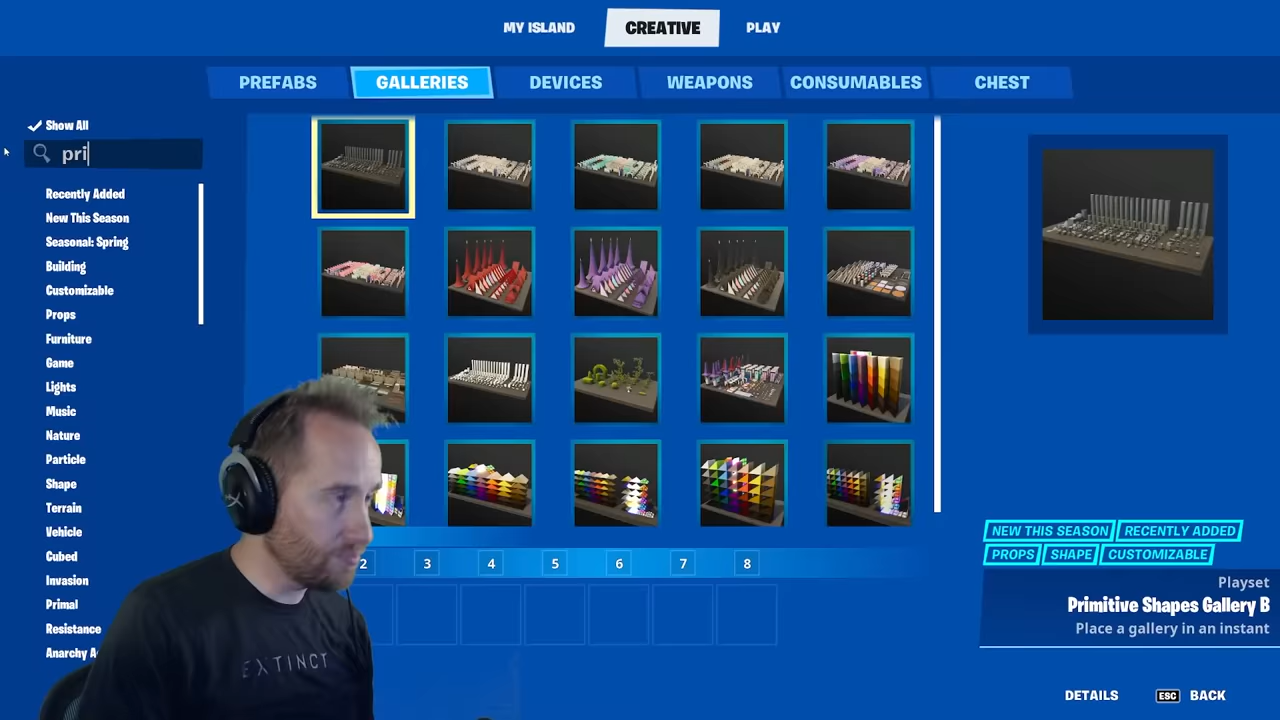 MY ISLAND
CREATIVE
PLAY
PREFABS
GALLERIES
DEVICES
WEAPONS
CONSUMABLES
CHEST
Show All
pri
Recently Added
New This Season
Seasonal: Spring
Building
Customizable
Props
Furniture
Game
Lights
Music
Nature
Particle
Shape
Terrain
Vehicle
Cubed
Invasion
Primal
Resistance
Anarchy A
2 3 4 5 6 7 8
EXTINCT
NEW THIS SEASON RECENTLY ADDED
PROPS SHAPE CUSTOMIZABLE
Playset
Primitive Shapes Gallery B
Place a gallery in an instant
DETAILS ESC BACK